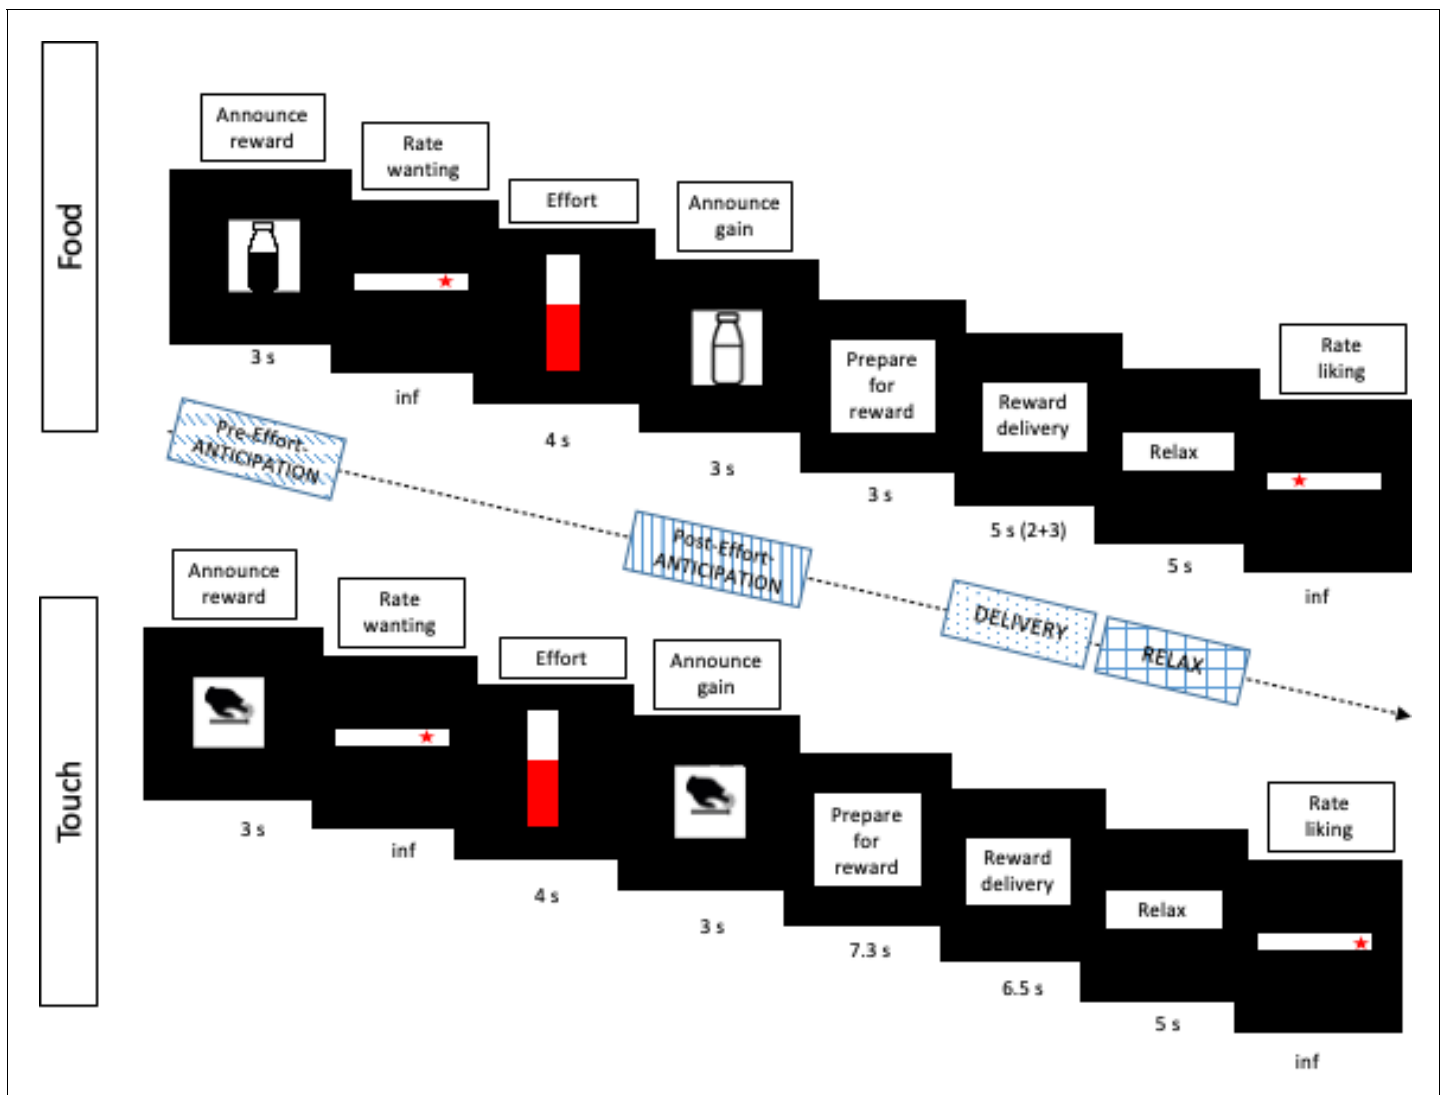 Food
Announce
reward
Rate
wanting
Effort
Announce
gain
Prepare
for
reward
Reward
delivery
Relax
Rate
liking
3 s
inf
4 s
3 s
3 s
5 s (2+3)
5 s
inf
Pre-Effort-
ANTICIPATION
Post-Effort-
ANTICIPATION
DELIVERY
RELAX
Touch
Announce
reward
Rate
wanting
Effort
Announce
gain
Prepare
for
reward
Reward
delivery
Relax
Rate
liking
3 s
inf
4 s
3 s
7.3 s
6.5 s
5 s
inf